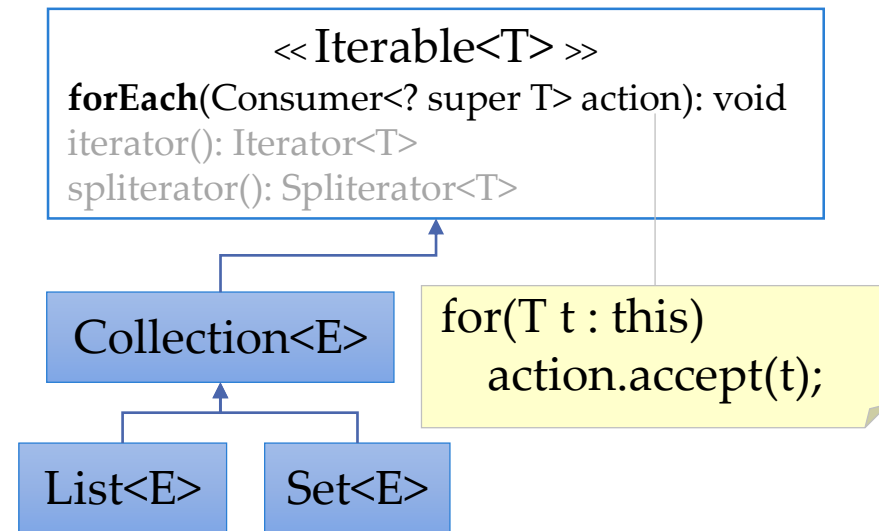 << Iterable<T> >>
forEach(Consumer<? super T> action): void
iterator(): Iterator<T>
spliterator(): Spliterator<T>
Collection<E>
for(T t : this)
action.accept(t);
List<E>
Set<E>